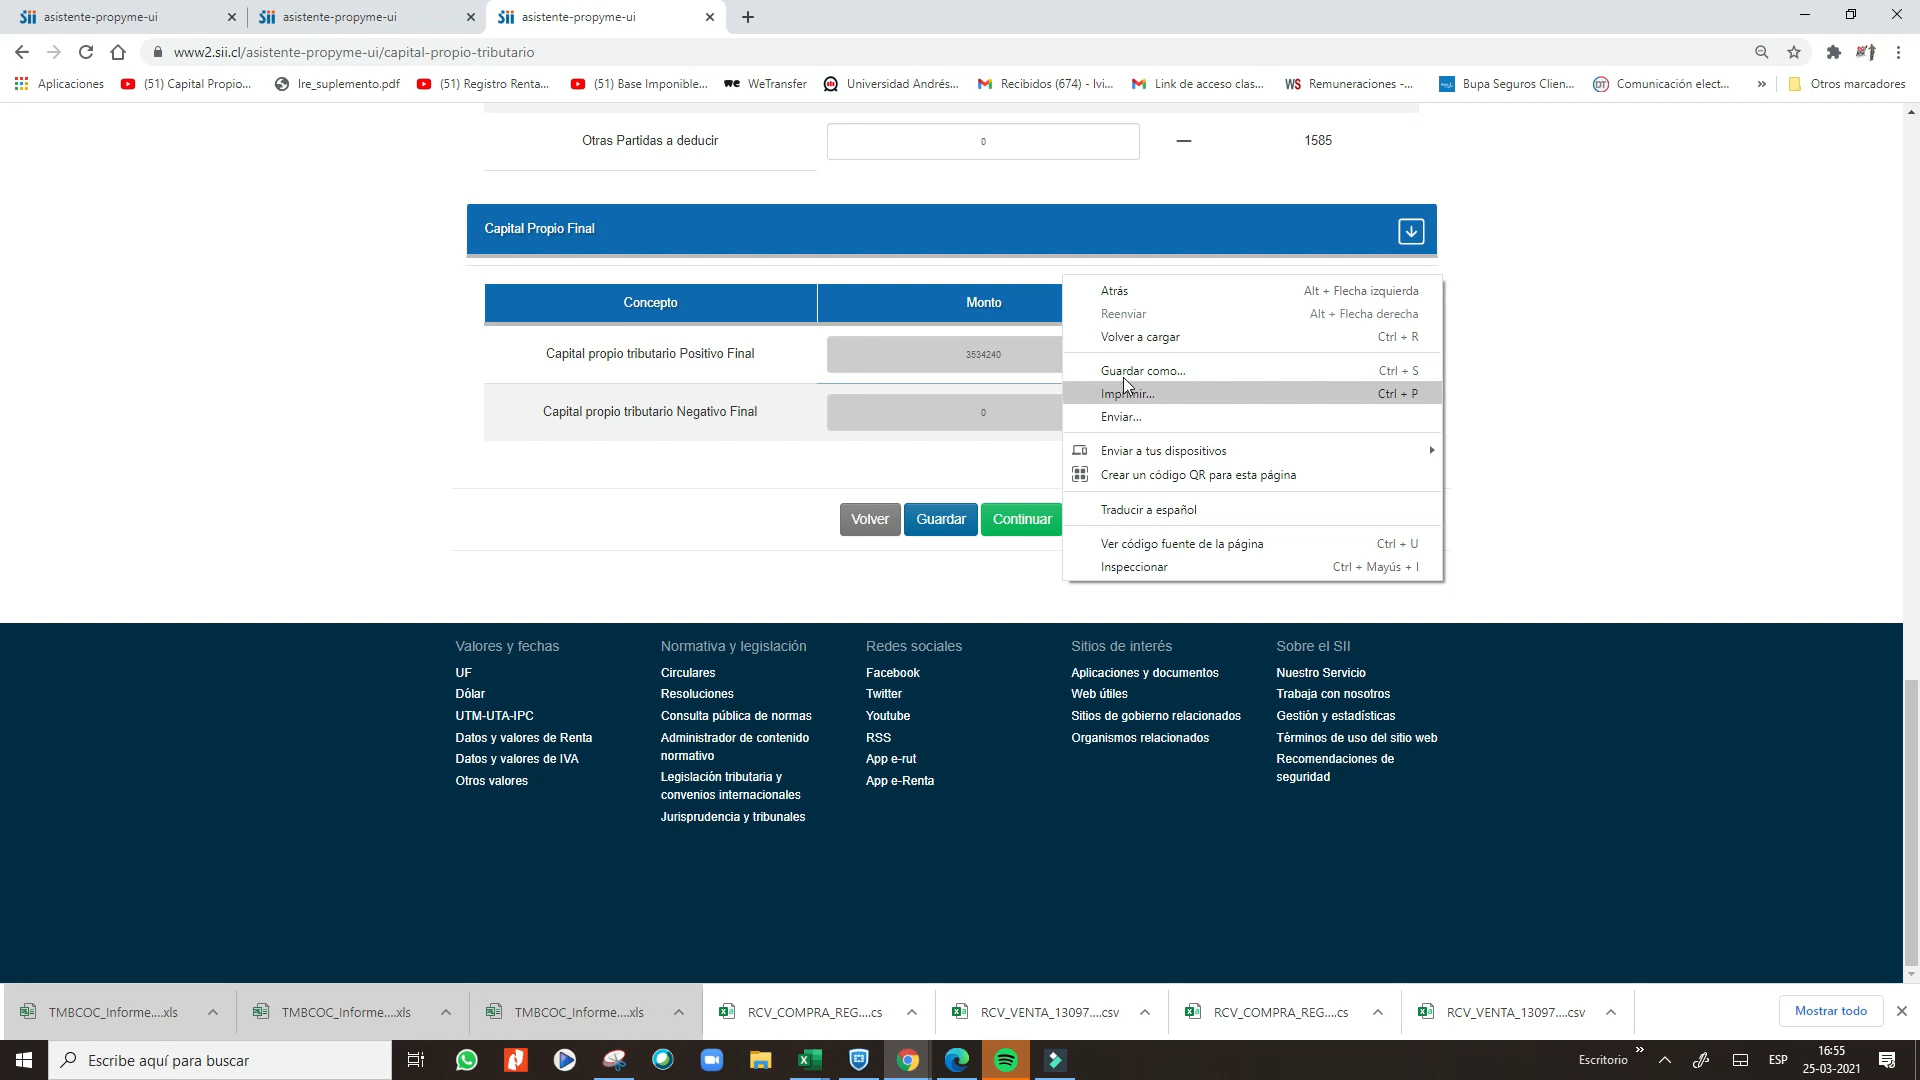 asistente-propyme-ui
asistente-propyme-ui
asistente-propyme-ui
www2.sii.cl/asistente-propyme-ui/capital-propio-tributario
Aplicaciones
(51) Capital Propio...
lre_suplemento.pdf
(51) Registro Renta...
(51) Base Imponible...
WeTransfer
Universidad Andrés...
Recibidos (674) - lvi...
Link de acceso clas...
WS Remuneraciones -...
Bupa Seguros Clien...
DT Comunicación elect...
»
Otros marcadores
Otras Partidas a deducir
0
1585
Capital Propio Final
Concepto
Monto
Capital propio tributario Positivo Final
3534240
Capital propio tributario Negativo Final
0
Volver
Guardar
Continuar
Atrás
Alt + Flecha izquierda
Reenviar
Alt + Flecha derecha
Volver a cargar
Ctrl + R
Guardar como...
Ctrl + S
Imprimir...
Ctrl + P
Enviar...
Enviar a tus dispositivos
Crear un código QR para esta página
Traducir a español
Ver código fuente de la página
Ctrl + U
Inspeccionar
Ctrl + Mayús + I
Valores y fechas
UF
Dólar
UTM-UTA-IPC
Datos y valores de Renta
Datos y valores de IVA
Otros valores
Normativa y legislación
Circulares
Resoluciones
Consulta pública de normas
Administrador de contenido
normativo
Legislación tributaria y
convenios internacionales
Jurisprudencia y tribunales
Redes sociales
Facebook
Twitter
Youtube
RSS
App e-rut
App e-Renta
Sitios de interés
Aplicaciones y documentos
Web útiles
Sitios de gobierno relacionados
Organismos relacionados
Sobre el SII
Nuestro Servicio
Trabaja con nosotros
Gestión y estadísticas
Términos de uso del sitio web
Recomendaciones de
seguridad
TMBCOC_Informe....xls
TMBCOC_Informe....xls
TMBCOC_Informe....xls
RCV_COMPRA_REG....cs
RCV_VENTA_13097....csv
RCV_COMPRA_REG....cs
RCV_VENTA_13097....csv
Mostrar todo
Escribe aquí para buscar
Escritorio
»
ESP
16:55
25-03-2021